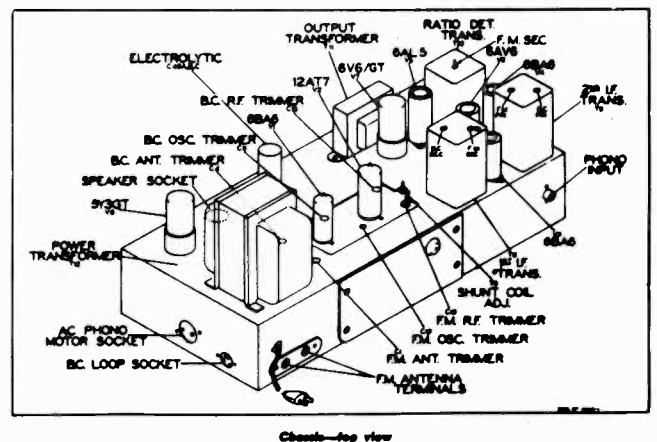 OUTPUT
TRANSFORMER
RATIO DET.
TRANS.
F.M. SEC.
6AV6
6AL5
6BA6
6V6/GT
ELECTROLYTIC
12AT7
2ND I.F.
TRANS.
B.C. R.F. TRIMMER
6BA6
B.C. OSC. TRIMMER
B.C. ANT. TRIMMER
SPEAKER SOCKET
5Y3GT
PHONO
INPUT
POWER
TRANSFORMER
6BA6
1ST I.F.
TRANS.
SHUNT COIL
ADJ.
F.M. R.F. TRIMMER
F.M. OSC. TRIMMER
F.M. ANT. TRIMMER
AC PHONO
MOTOR SOCKET
B.C. LOOP SOCKET
F.M. ANTENNA
TERMINALS
Chassis—top view